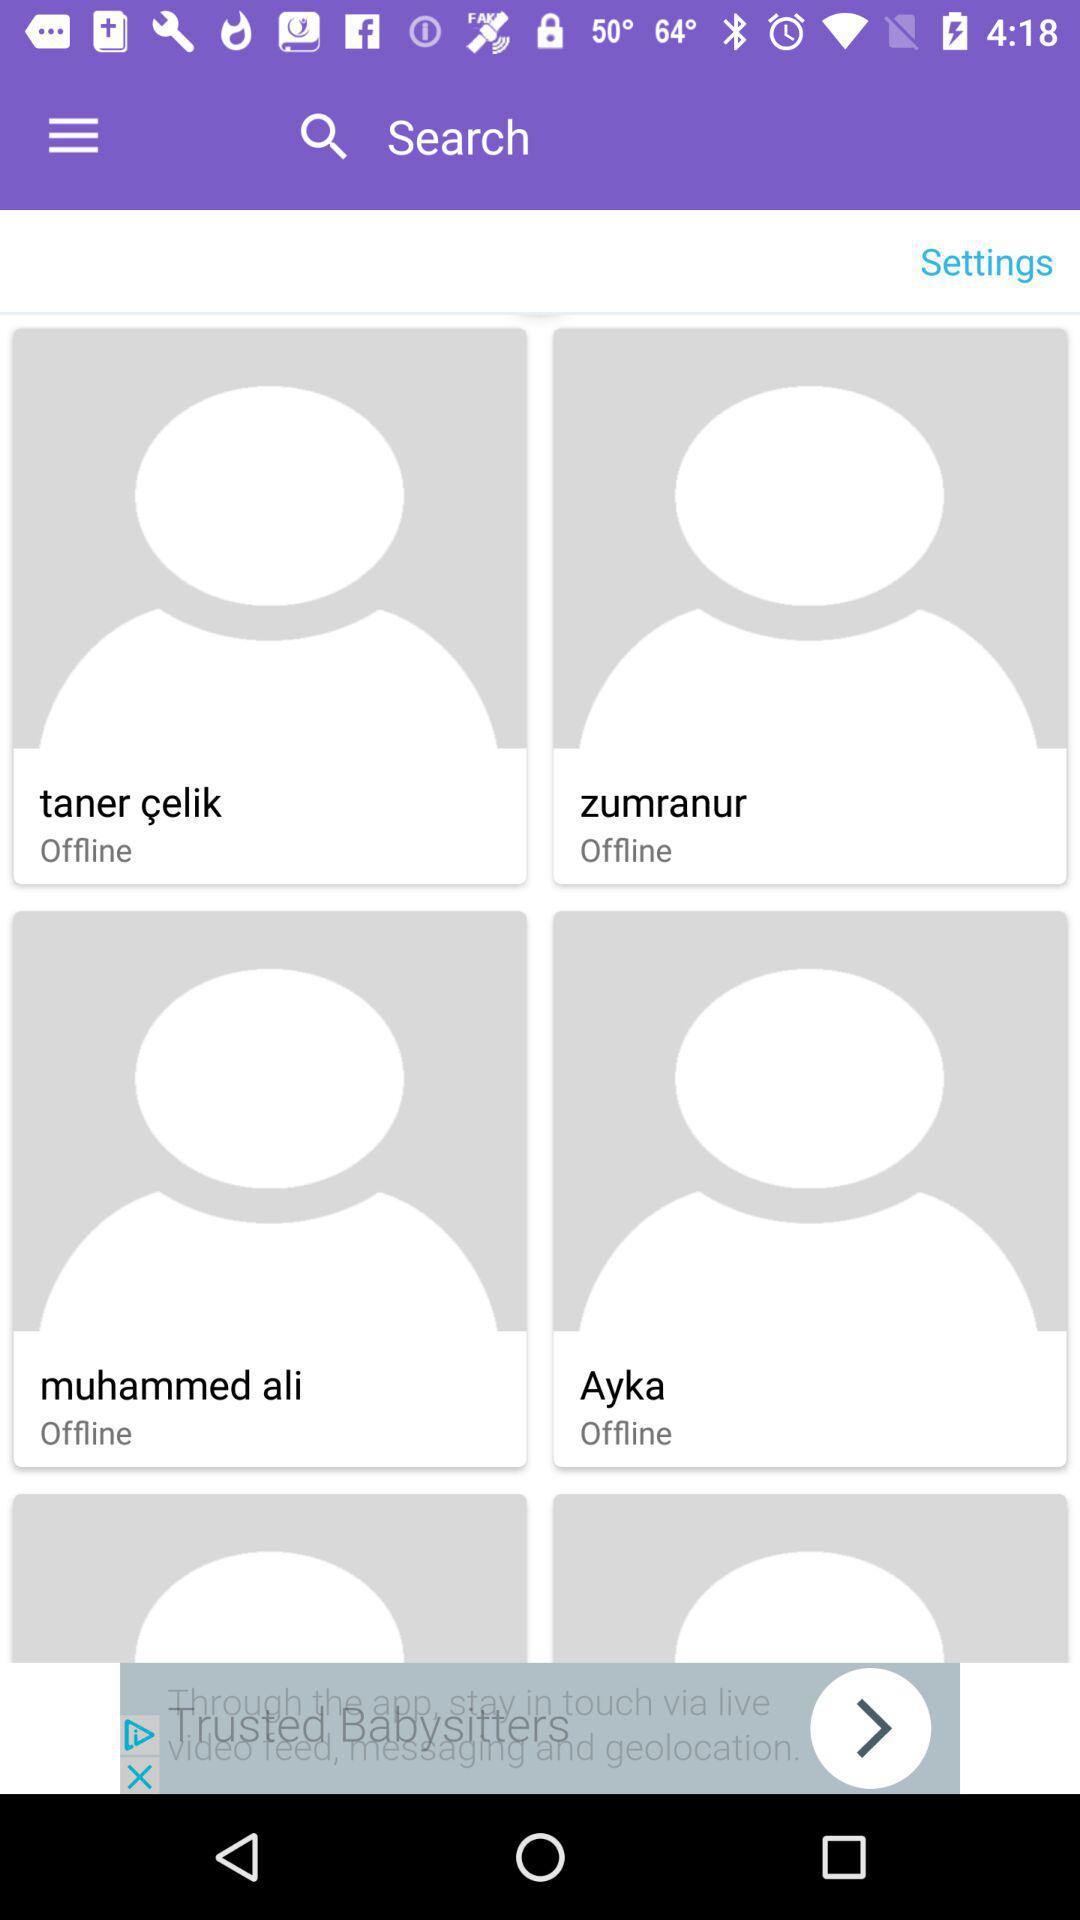 FAKE 50° 64° 4:18
Search
Settings
taner çelik
Offline
zumranur
Offline
muhammed ali
Offline
Ayka
Offline
Through the app, stay in touch via live
Trusted Babysitters
video feed, messaging and geolocation.